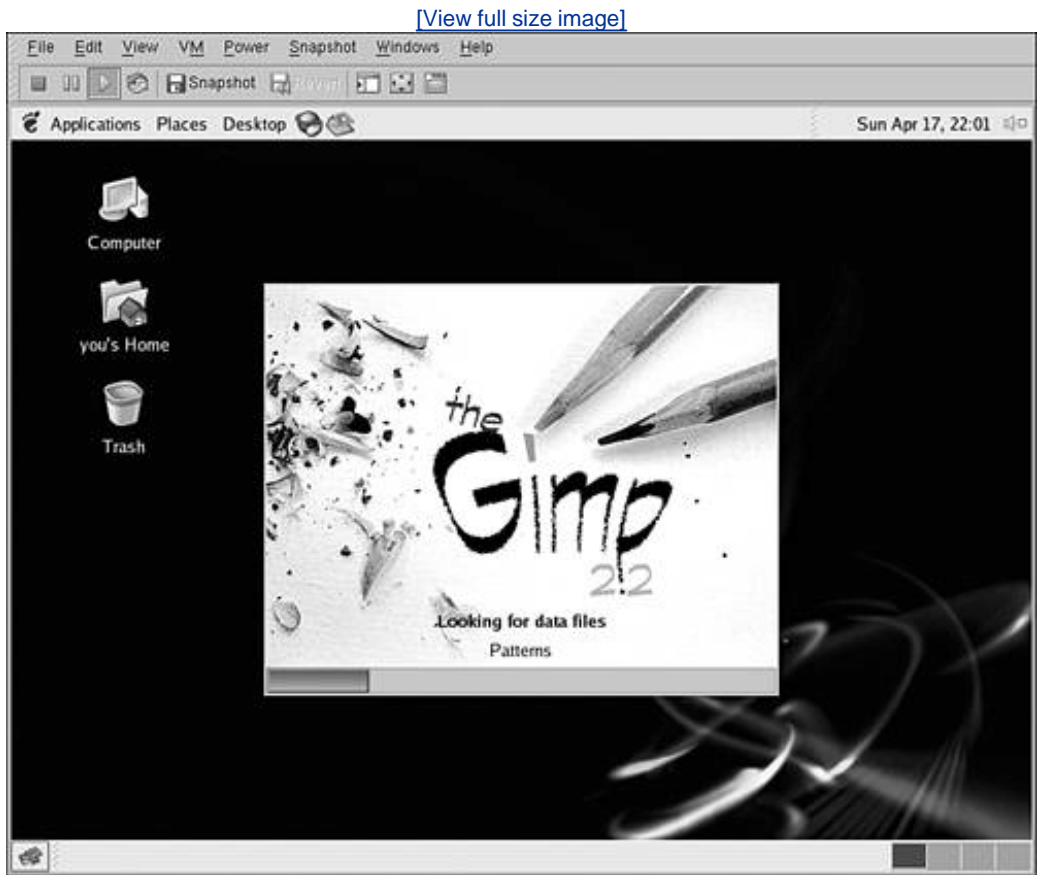 [View full size image]
File Edit View VM Power Snapshot Windows Help
Snapshot Revert
Applications Places Desktop Sun Apr 17, 22:01
Computer
you's Home
Trash
the
Gimp
2.2
Looking for data files
Patterns